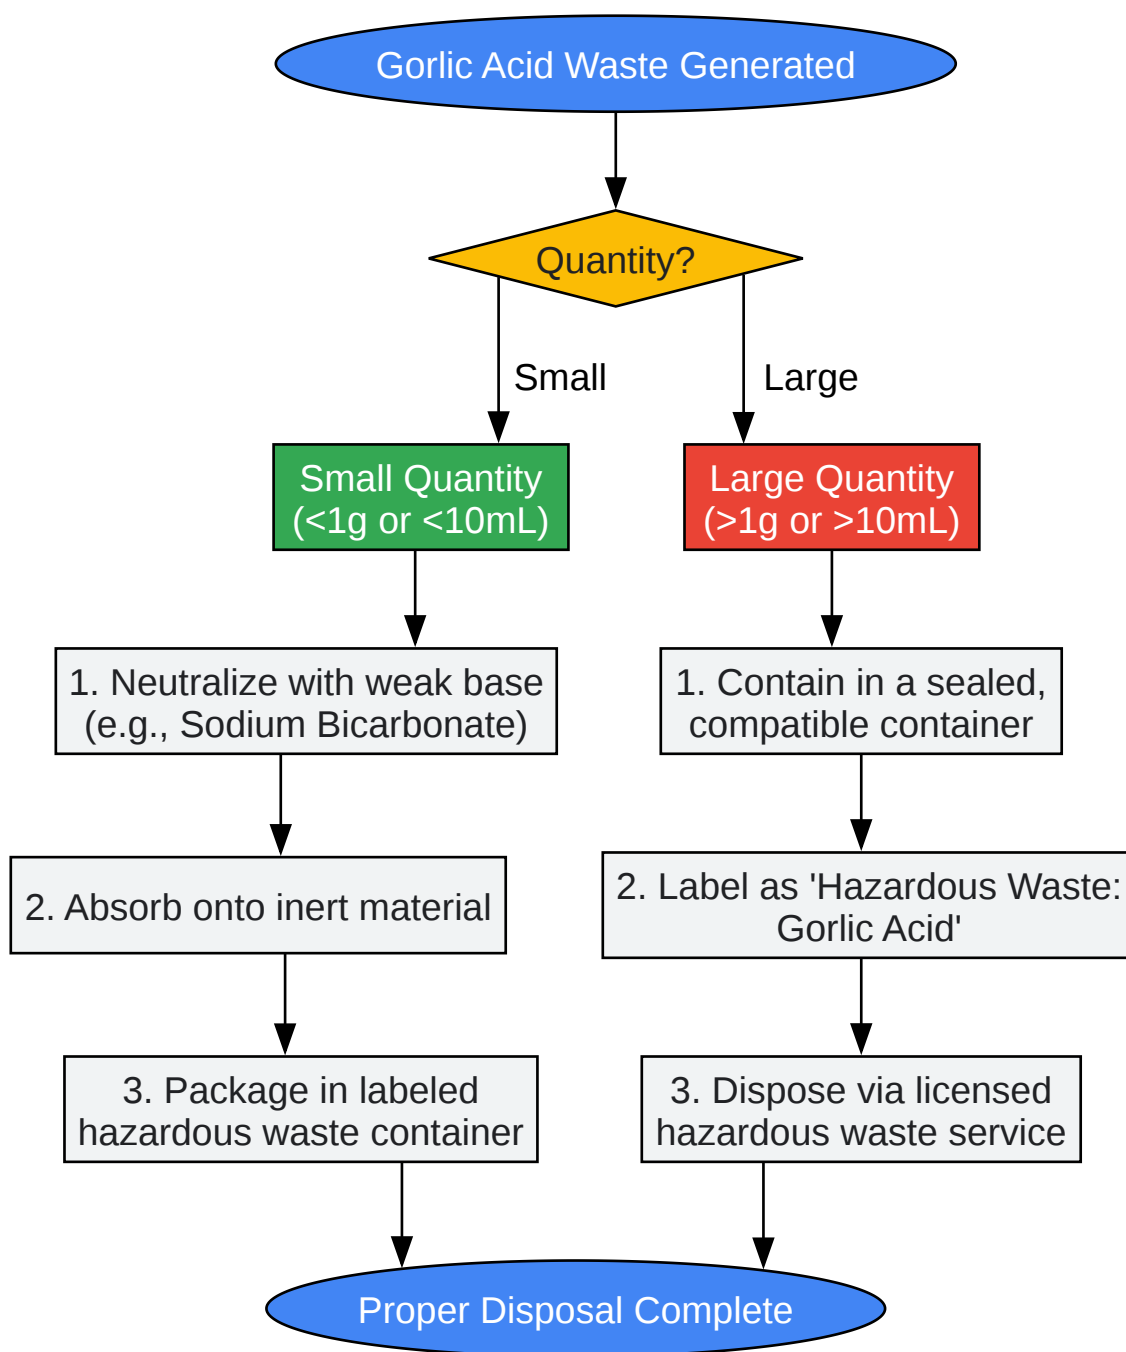 Gorlic Acid Waste Generated
Quantity?
Small
Large
Small Quantity
(<1g or <10mL)
Large Quantity
(>1g or >10mL)
1. Neutralize with weak base
(e.g., Sodium Bicarbonate)
1. Contain in a sealed,
compatible container
2. Absorb onto inert material
2. Label as 'Hazardous Waste:
Gorlic Acid'
3. Package in labeled
hazardous waste container
3. Dispose via licensed
hazardous waste service
Proper Disposal Complete